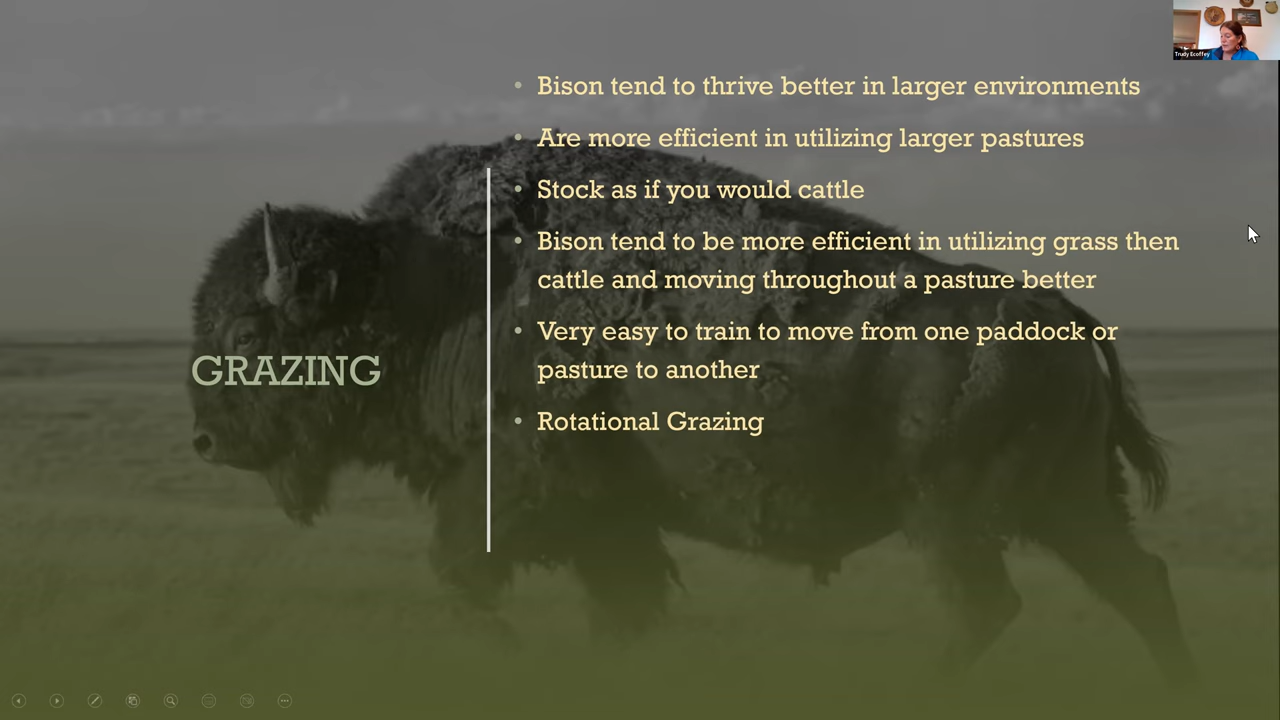 Trudy Ecoffey
GRAZING
• Bison tend to thrive better in larger environments
• Are more efficient in utilizing larger pastures
• Stock as if you would cattle
• Bison tend to be more efficient in utilizing grass then
cattle and moving throughout a pasture better
• Very easy to train to move from one paddock or
pasture to another
• Rotational Grazing